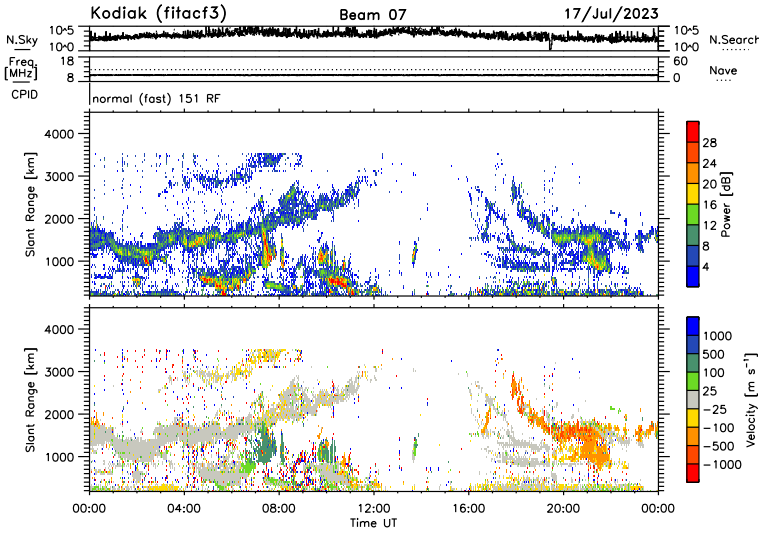 Kodiak (fitacf3) Beam 07 17/Jul/2023
N.Sky 10^5 10^0 10^5 10^0 N.Search
Freq. [MHz] 18 8 60 0 Nave
CPID normal (fast) 151 RF
Slant Range [km] 4000 3000 2000 1000
Power [dB] 28 24 20 16 12 8 4
Slant Range [km] 4000 3000 2000 1000
Velocity [m s⁻¹] 1000 500 100 25 −25 −100 −500 −1000
00:00 04:00 08:00 12:00 16:00 20:00 00:00
Time UT